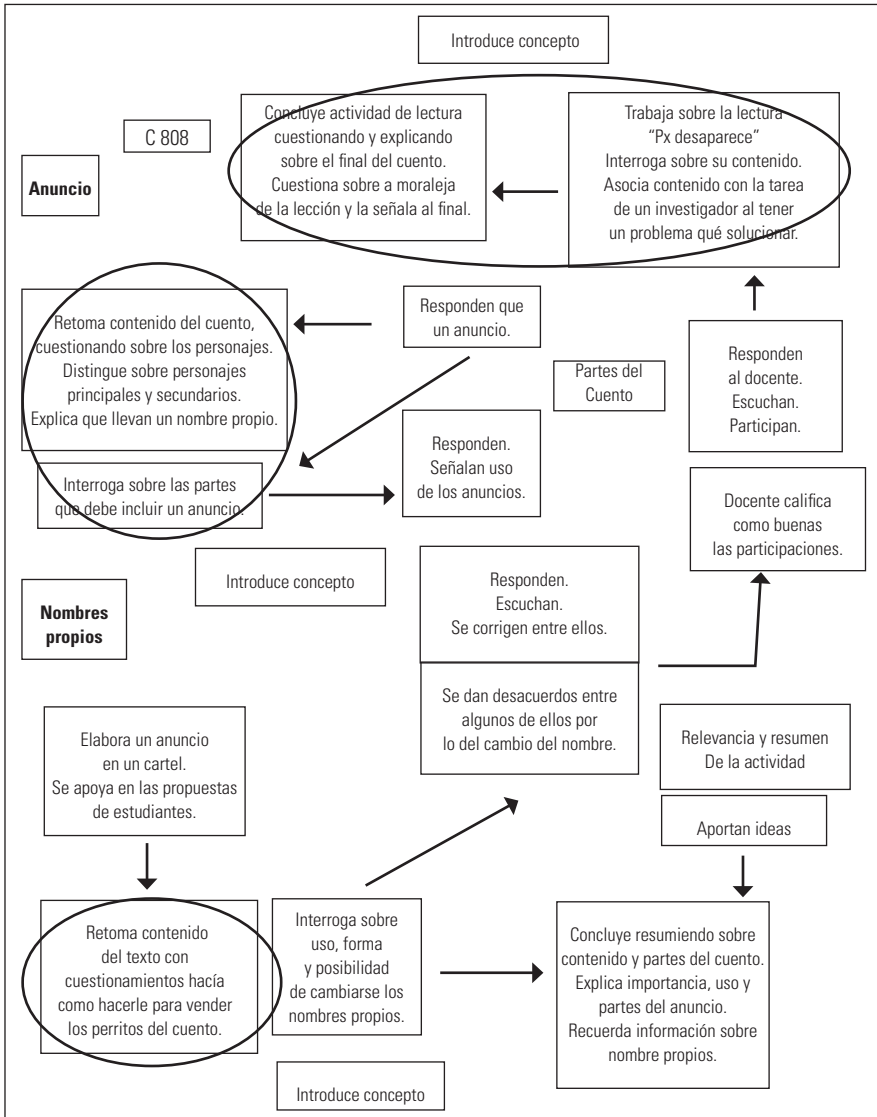 Introduce concepto
Concluye actividad de lectura
cuestionando y explicando
sobre el final del cuento.
Cuestiona sobre a moraleja
de la lección y la señala al final.
Trabaja sobre la lectura
“Px desaparece”
Interroga sobre su contenido.
Asocia contenido con la tarea
de un investigador al tener
un problema qué solucionar.
C 808
Anuncio
Retoma contenido del cuento,
cuestionando sobre los personajes.
Distingue sobre personajes
principales y secundarios.
Explica que llevan un nombre propio.
Responden que
un anuncio.
Partes del
Cuento
Responden
al docente.
Escuchan.
Participan.
Interroga sobre las partes
que debe incluir un anuncio.
Responden.
Señalan uso
de los anuncios.
Docente califica
como buenas
las participaciones.
Introduce concepto
Nombres
propios
Responden.
Escuchan.
Se corrigen entre ellos.
Se dan desacuerdos entre
algunos de ellos por
lo del cambio del nombre.
Elabora un anuncio
en un cartel.
Se apoya en las propuestas
de estudiantes.
Relevancia y resumen
De la actividad
Aportan ideas
Retoma contenido
del texto con
cuestionamientos hacía
como hacerle para vender
los perritos del cuento.
Interroga sobre
uso, forma
y posibilidad
de cambiarse los
nombres propios.
Concluye resumiendo sobre
contenido y partes del cuento.
Explica importancia, uso y
partes del anuncio.
Recuerda información sobre
nombre propios.
Introduce concepto